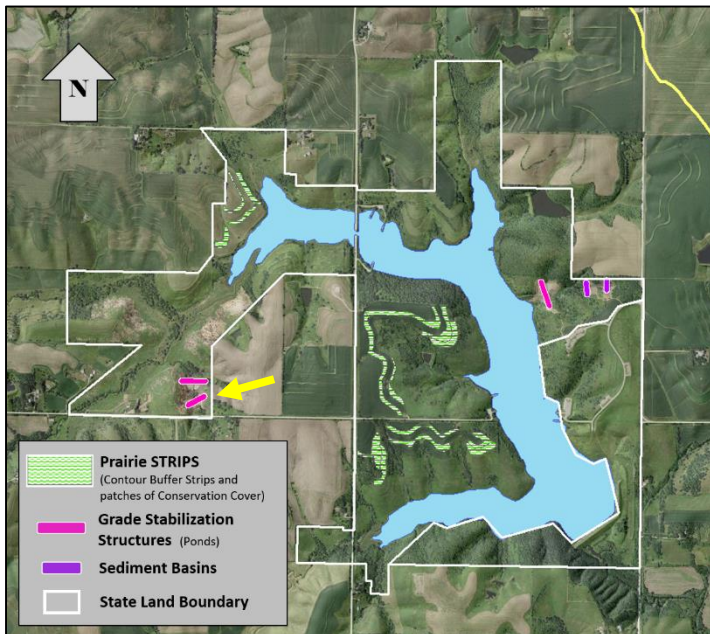 N
Prairie STRIPS
(Contour Buffer Strips and
patches of Conservation Cover)
Grade Stabilization
Structures (Ponds)
Sediment Basins
State Land Boundary